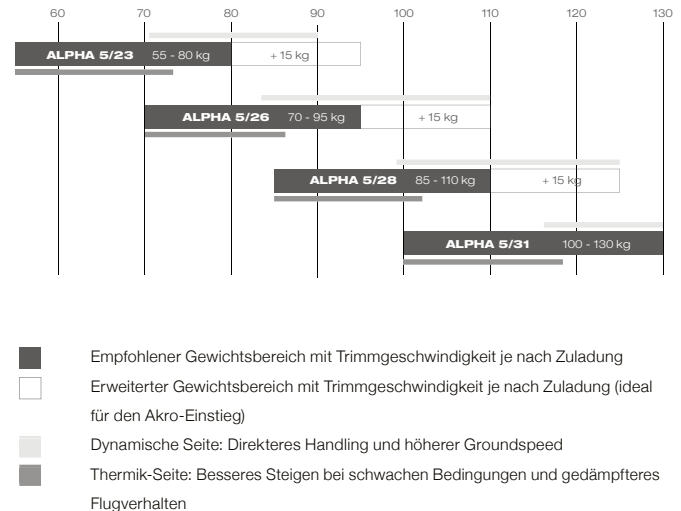 60 70 80 90 100 110 120 130
ALPHA 5/23 55 - 80 kg + 15 kg
ALPHA 5/26 70 - 95 kg + 15 kg
ALPHA 5/28 85 - 110 kg + 15 kg
ALPHA 5/31 100 - 130 kg
Empfohlener Gewichtsbereich mit Trimmgeschwindigkeit je nach Zuladung
Erweiterter Gewichtsbereich mit Trimmgeschwindigkeit je nach Zuladung (ideal
für den Akro-Einstieg)
Dynamische Seite: Direkteres Handling und höherer Groundspeed
Thermik-Seite: Besseres Steigen bei schwachen Bedingungen und gedämpfteres
Flugverhalten